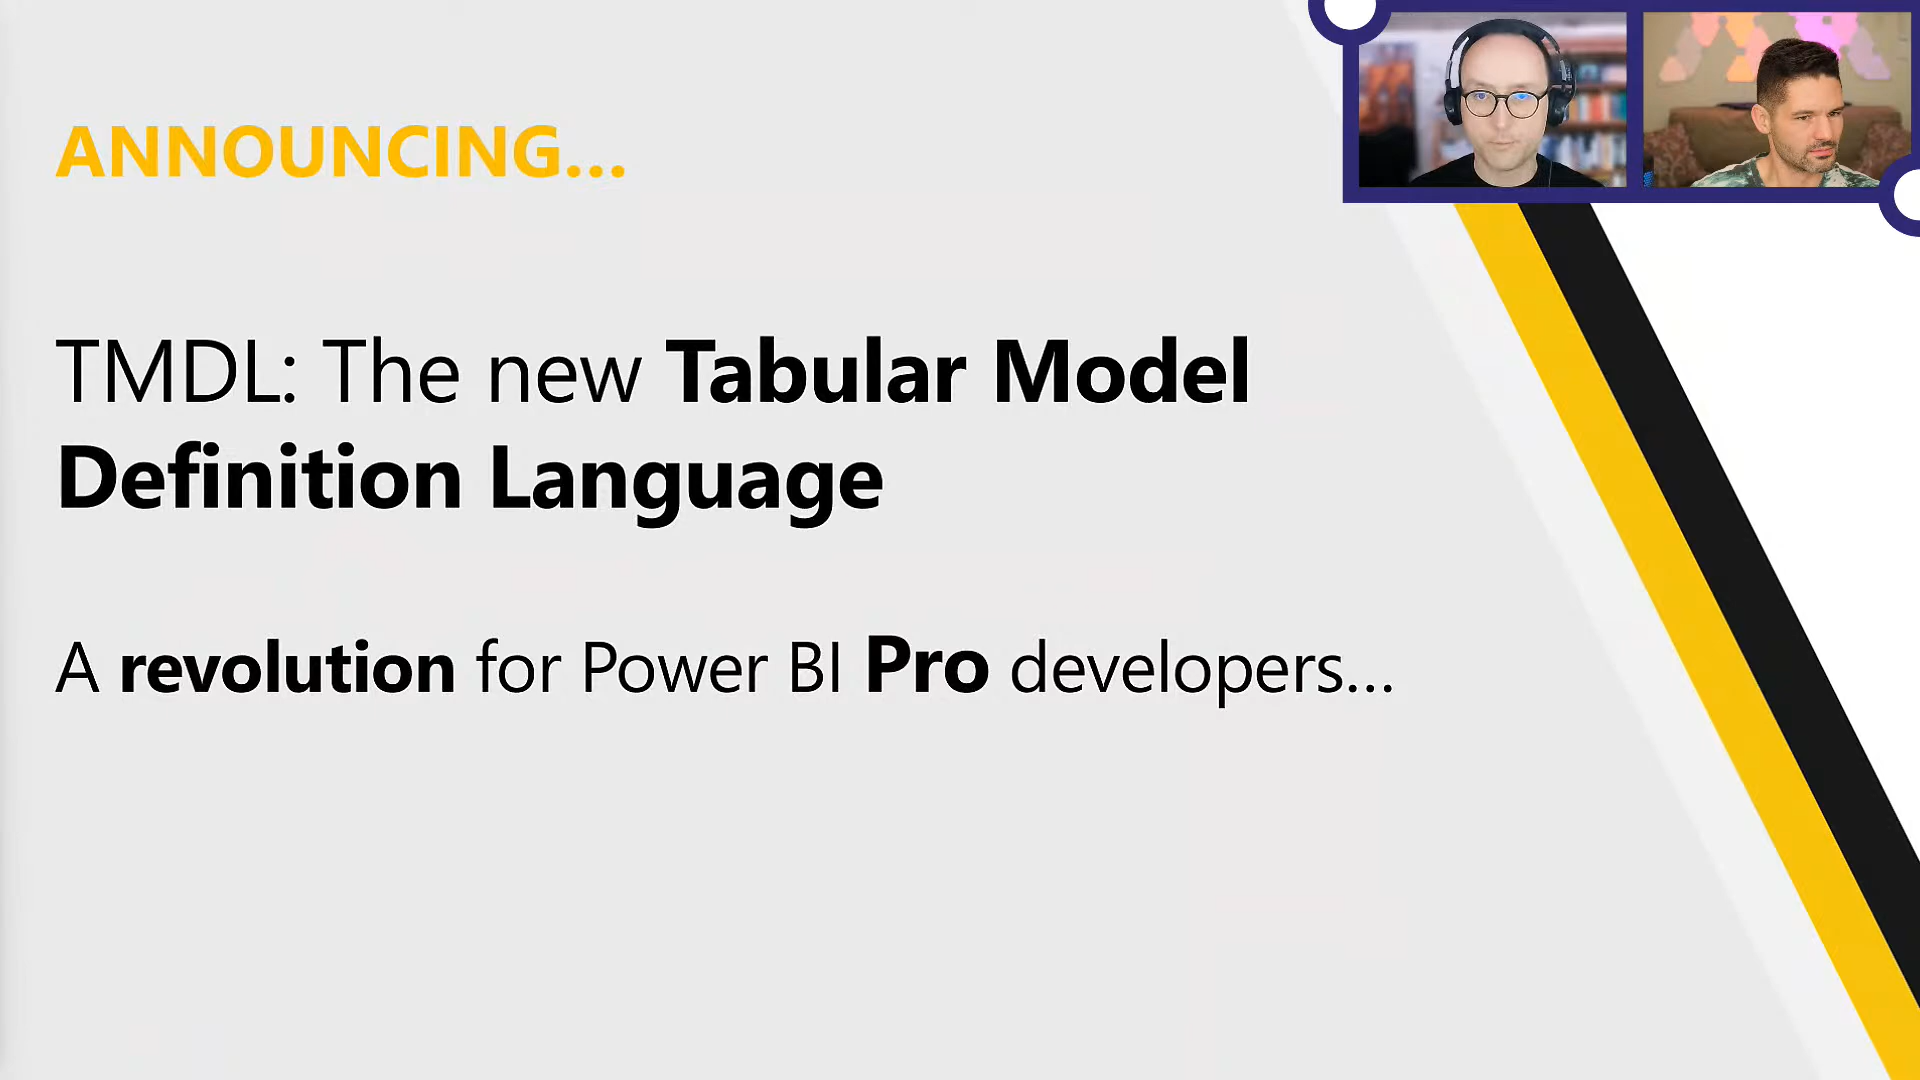 ANNOUNCING...
TMDL: The new Tabular Model
Definition Language
A revolution for Power BI Pro developers...